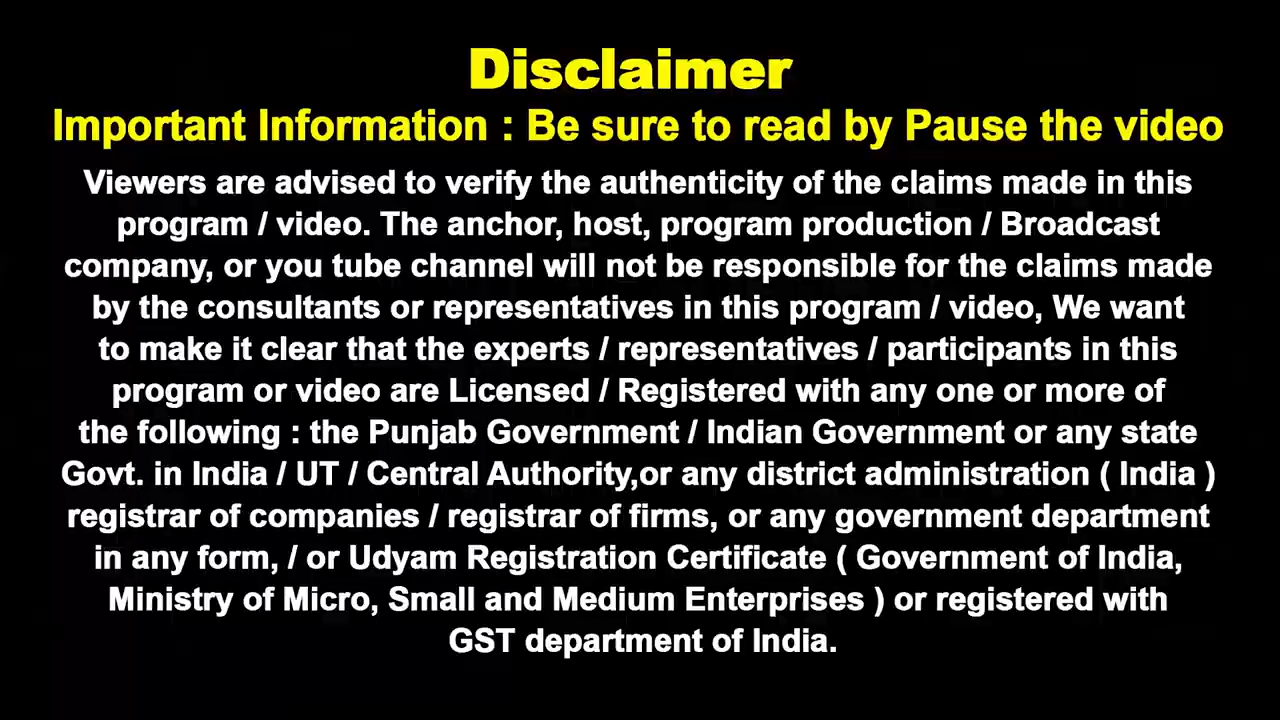 Disclaimer
Important Information : Be sure to read by Pause the video
Viewers are advised to verify the authenticity of the claims made in this
program / video. The anchor, host, program production / Broadcast
company, or you tube channel will not be responsible for the claims made
by the consultants or representatives in this program / video, We want
to make it clear that the experts / representatives / participants in this
program or video are Licensed / Registered with any one or more of
the following : the Punjab Government / Indian Government or any state
Govt. in India / UT / Central Authority,or any district administration ( India )
registrar of companies / registrar of firms, or any government department
in any form, / or Udyam Registration Certificate ( Government of India,
Ministry of Micro, Small and Medium Enterprises ) or registered with
GST department of India.